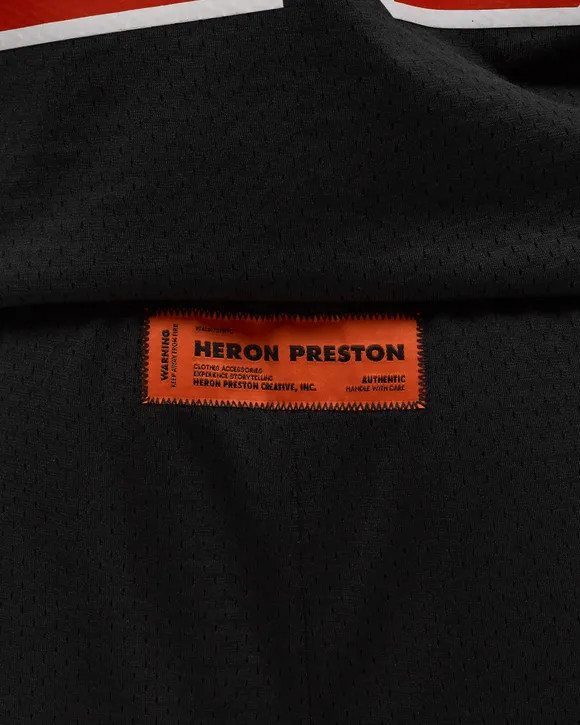 WARNING
KEEP AWAY FROM FIRE
HERON PRESTON
CLOTHES ACCESSORIES
EXPERIENCE STORYTELLING
HERON PRESTON CREATIVE, INC.
AUTHENTIC
HANDLE WITH CARE